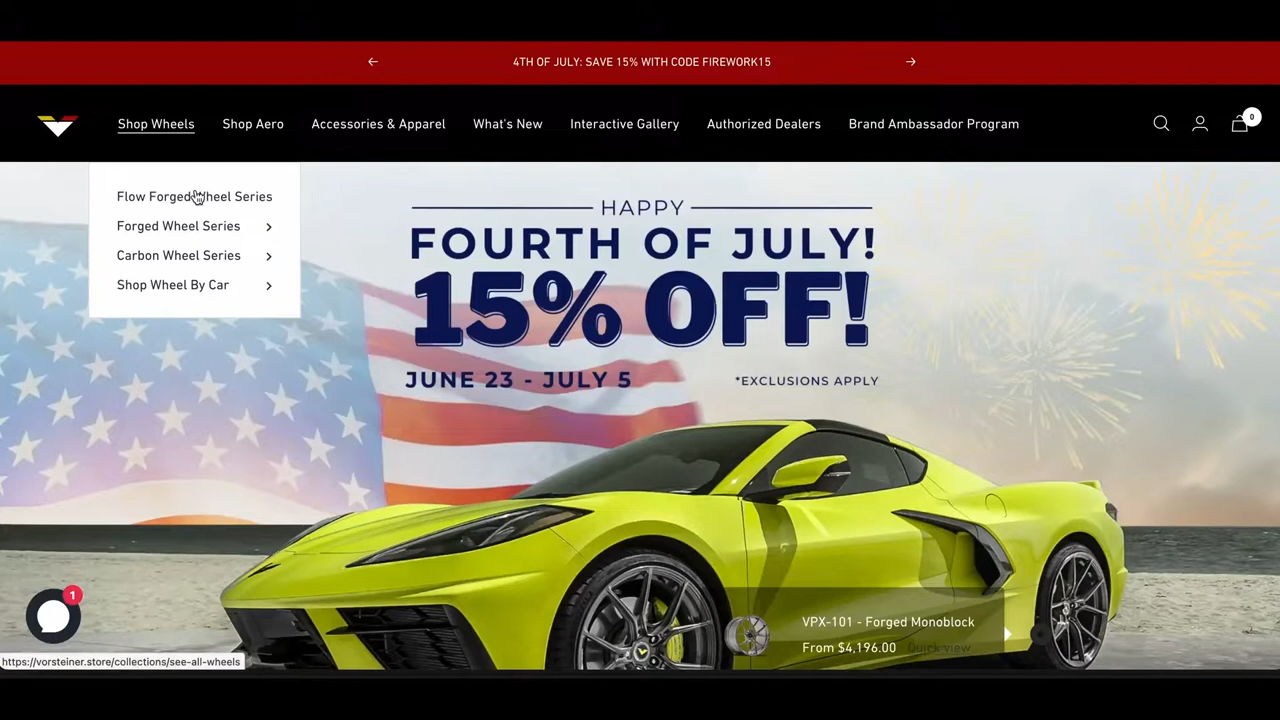 4TH OF JULY: SAVE 15% WITH CODE FIREWORK15
Shop Wheels
Shop Aero
Accessories & Apparel
What's New
Interactive Gallery
Authorized Dealers
Brand Ambassador Program
0
Flow Forged Wheel Series
Forged Wheel Series
Carbon Wheel Series
Shop Wheel By Car
HAPPY
FOURTH OF JULY!
15% OFF!
JUNE 23 - JULY 5
*EXCLUSIONS APPLY
VPX-101 - Forged Monoblock
From $4,196.00 Quick view
1
https://vorsteiner.store/collections/see-all-wheels